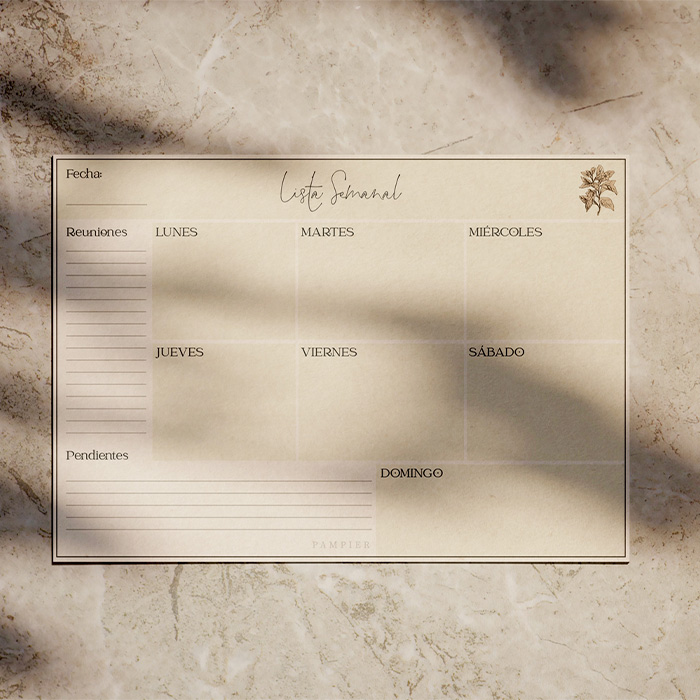 Fecha:
Lista Semanal
Reuniones
LUNES
MARTES
MIÉRCOLES
JUEVES
VIERNES
SÁBADO
Pendientes
DOMINGO
PAMPIER